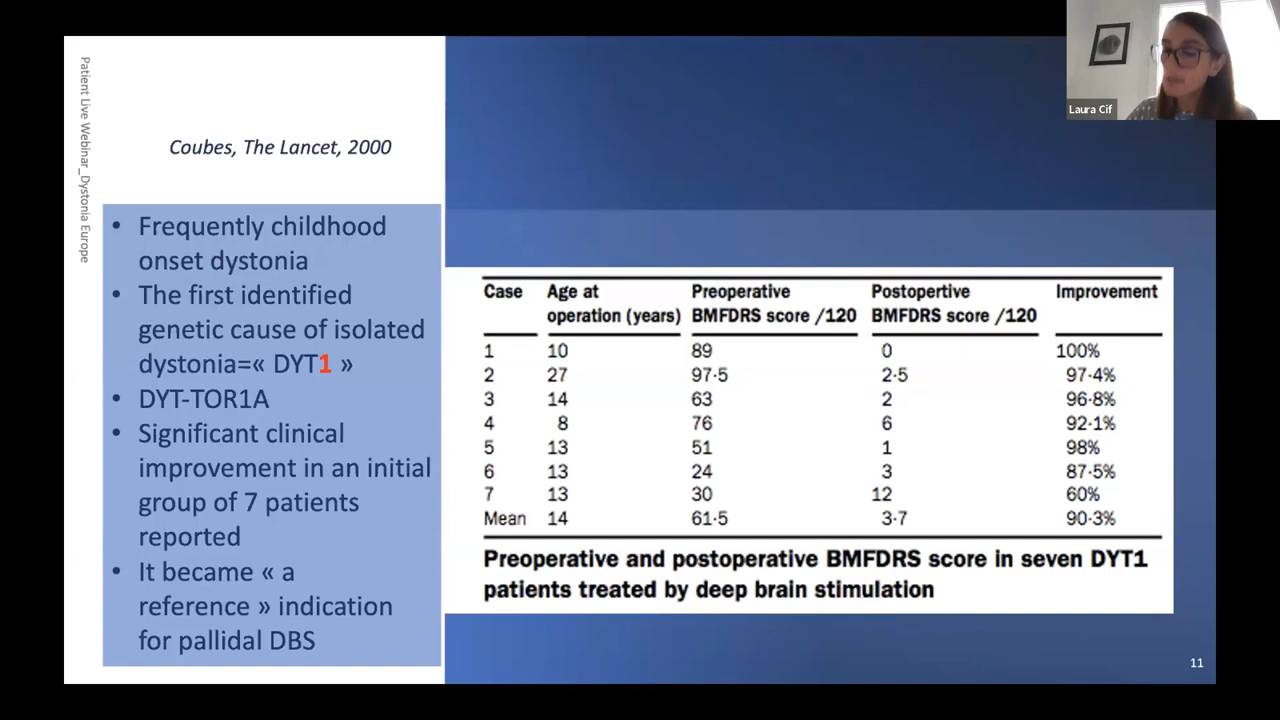 Patient Live Webinar_Dystonia Europe
Coubes, The Lancet, 2000
• Frequently childhood
onset dystonia
• The first identified
genetic cause of isolated
dystonia=« DYT1 »
• DYT-TOR1A
• Significant clinical
improvement in an initial
group of 7 patients
reported
• It became « a
reference » indication
for pallidal DBS
Case Age at Preoperative Postopertive Improvement
operation (years) BMFDRS score /120 BMFDRS score /120
1 10 89 0 100%
2 27 97·5 2·5 97·4%
3 14 63 2 96·8%
4 8 76 6 92·1%
5 13 51 1 98%
6 13 24 3 87·5%
7 13 30 12 60%
Mean 14 61·5 3·7 90·3%
Preoperative and postoperative BMFDRS score in seven DYT1
patients treated by deep brain stimulation
11
Laura Cif